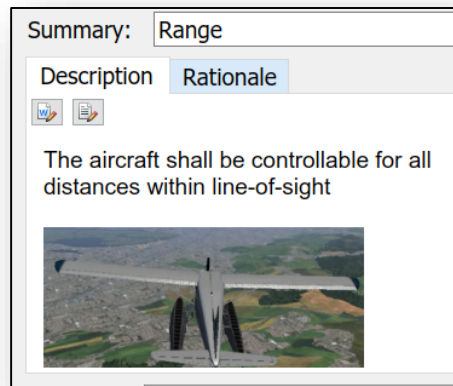 Summary: Range
Description Rationale
The aircraft shall be controllable for all
distances within line-of-sight